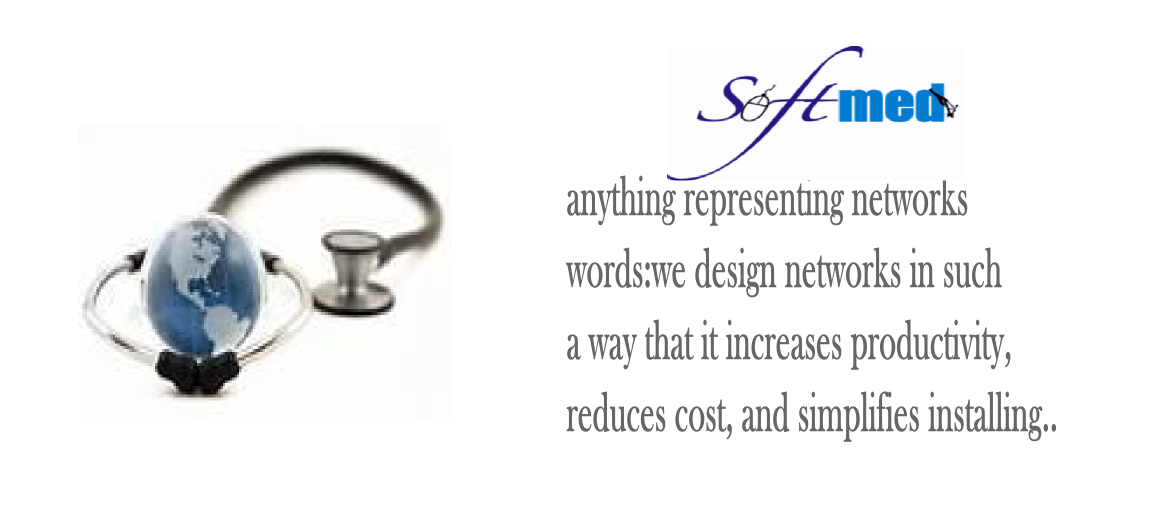 Softmed
anything representing networks
words:we design networks in such
a way that it increases productivity,
reduces cost, and simplifies installing..